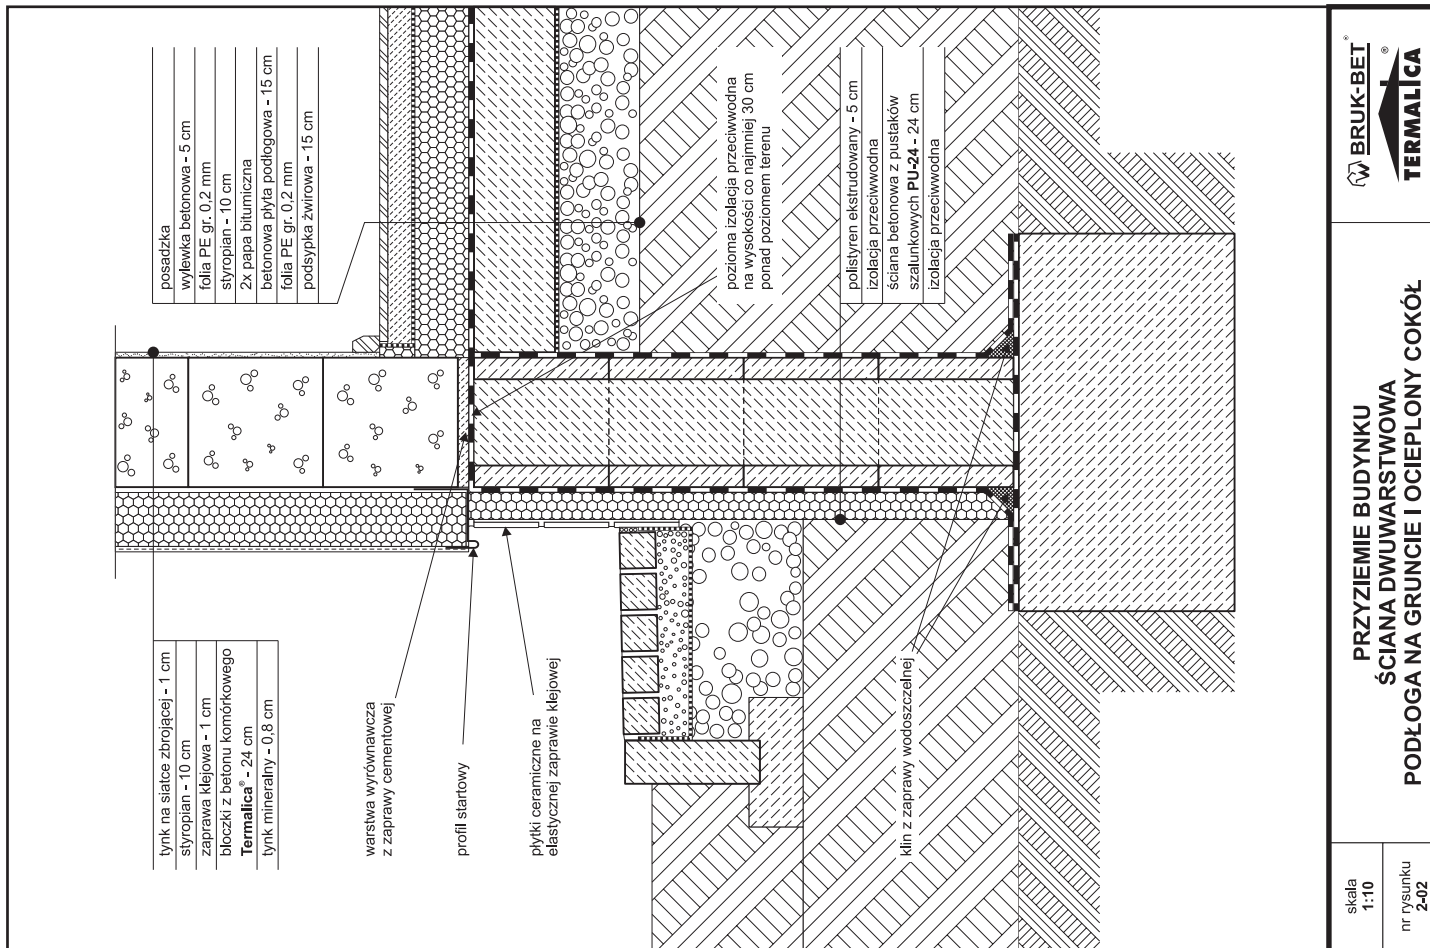 posadzka
wylewka betonowa - 5 cm
folia PE gr. 0,2 mm
styropian - 10 cm
2x papa bitumiczna
betonowa płyta podłogowa - 15 cm
folia PE gr. 0,2 mm
podsypka żwirowa - 15 cm
pozioma izolacja przeciwwodna
na wysokości co najmniej 30 cm
ponad poziomem terenu
polistyren ekstrudowany - 5 cm
izolacja przeciwwodna
ściana betonowa z pustaków
szalunkowych PU-24 - 24 cm
izolacja przeciwwodna
tynk na siatce zbrojącej - 1 cm
styropian - 10 cm
zaprawa klejowa - 1 cm
bloczki z betonu komórkowego
Termalica® - 24 cm
tynk mineralny - 0,8 cm
warstwa wyrównawcza
z zaprawy cementowej
profil startowy
płytki ceramiczne na
elastycznej zaprawie klejowej
klin z zaprawy wodoszczelnej
BRUK-BET®
TERMALICA®
PRZYZIEMIE BUDYNKU
ŚCIANA DWUWARSTWOWA
PODŁOGA NA GRUNCIE I OCIEPLONY COKÓŁ
skala
1:10
nr rysunku
2-02